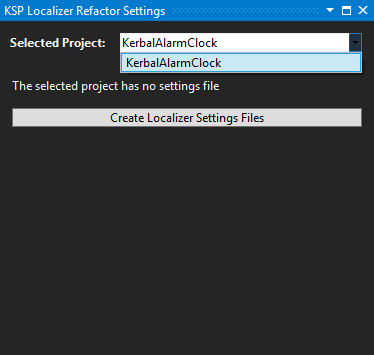 KSP Localizer Refactor Settings
Selected Project: KerbalAlarmClock
KerbalAlarmClock
The selected project has no settings file
Create Localizer Settings Files